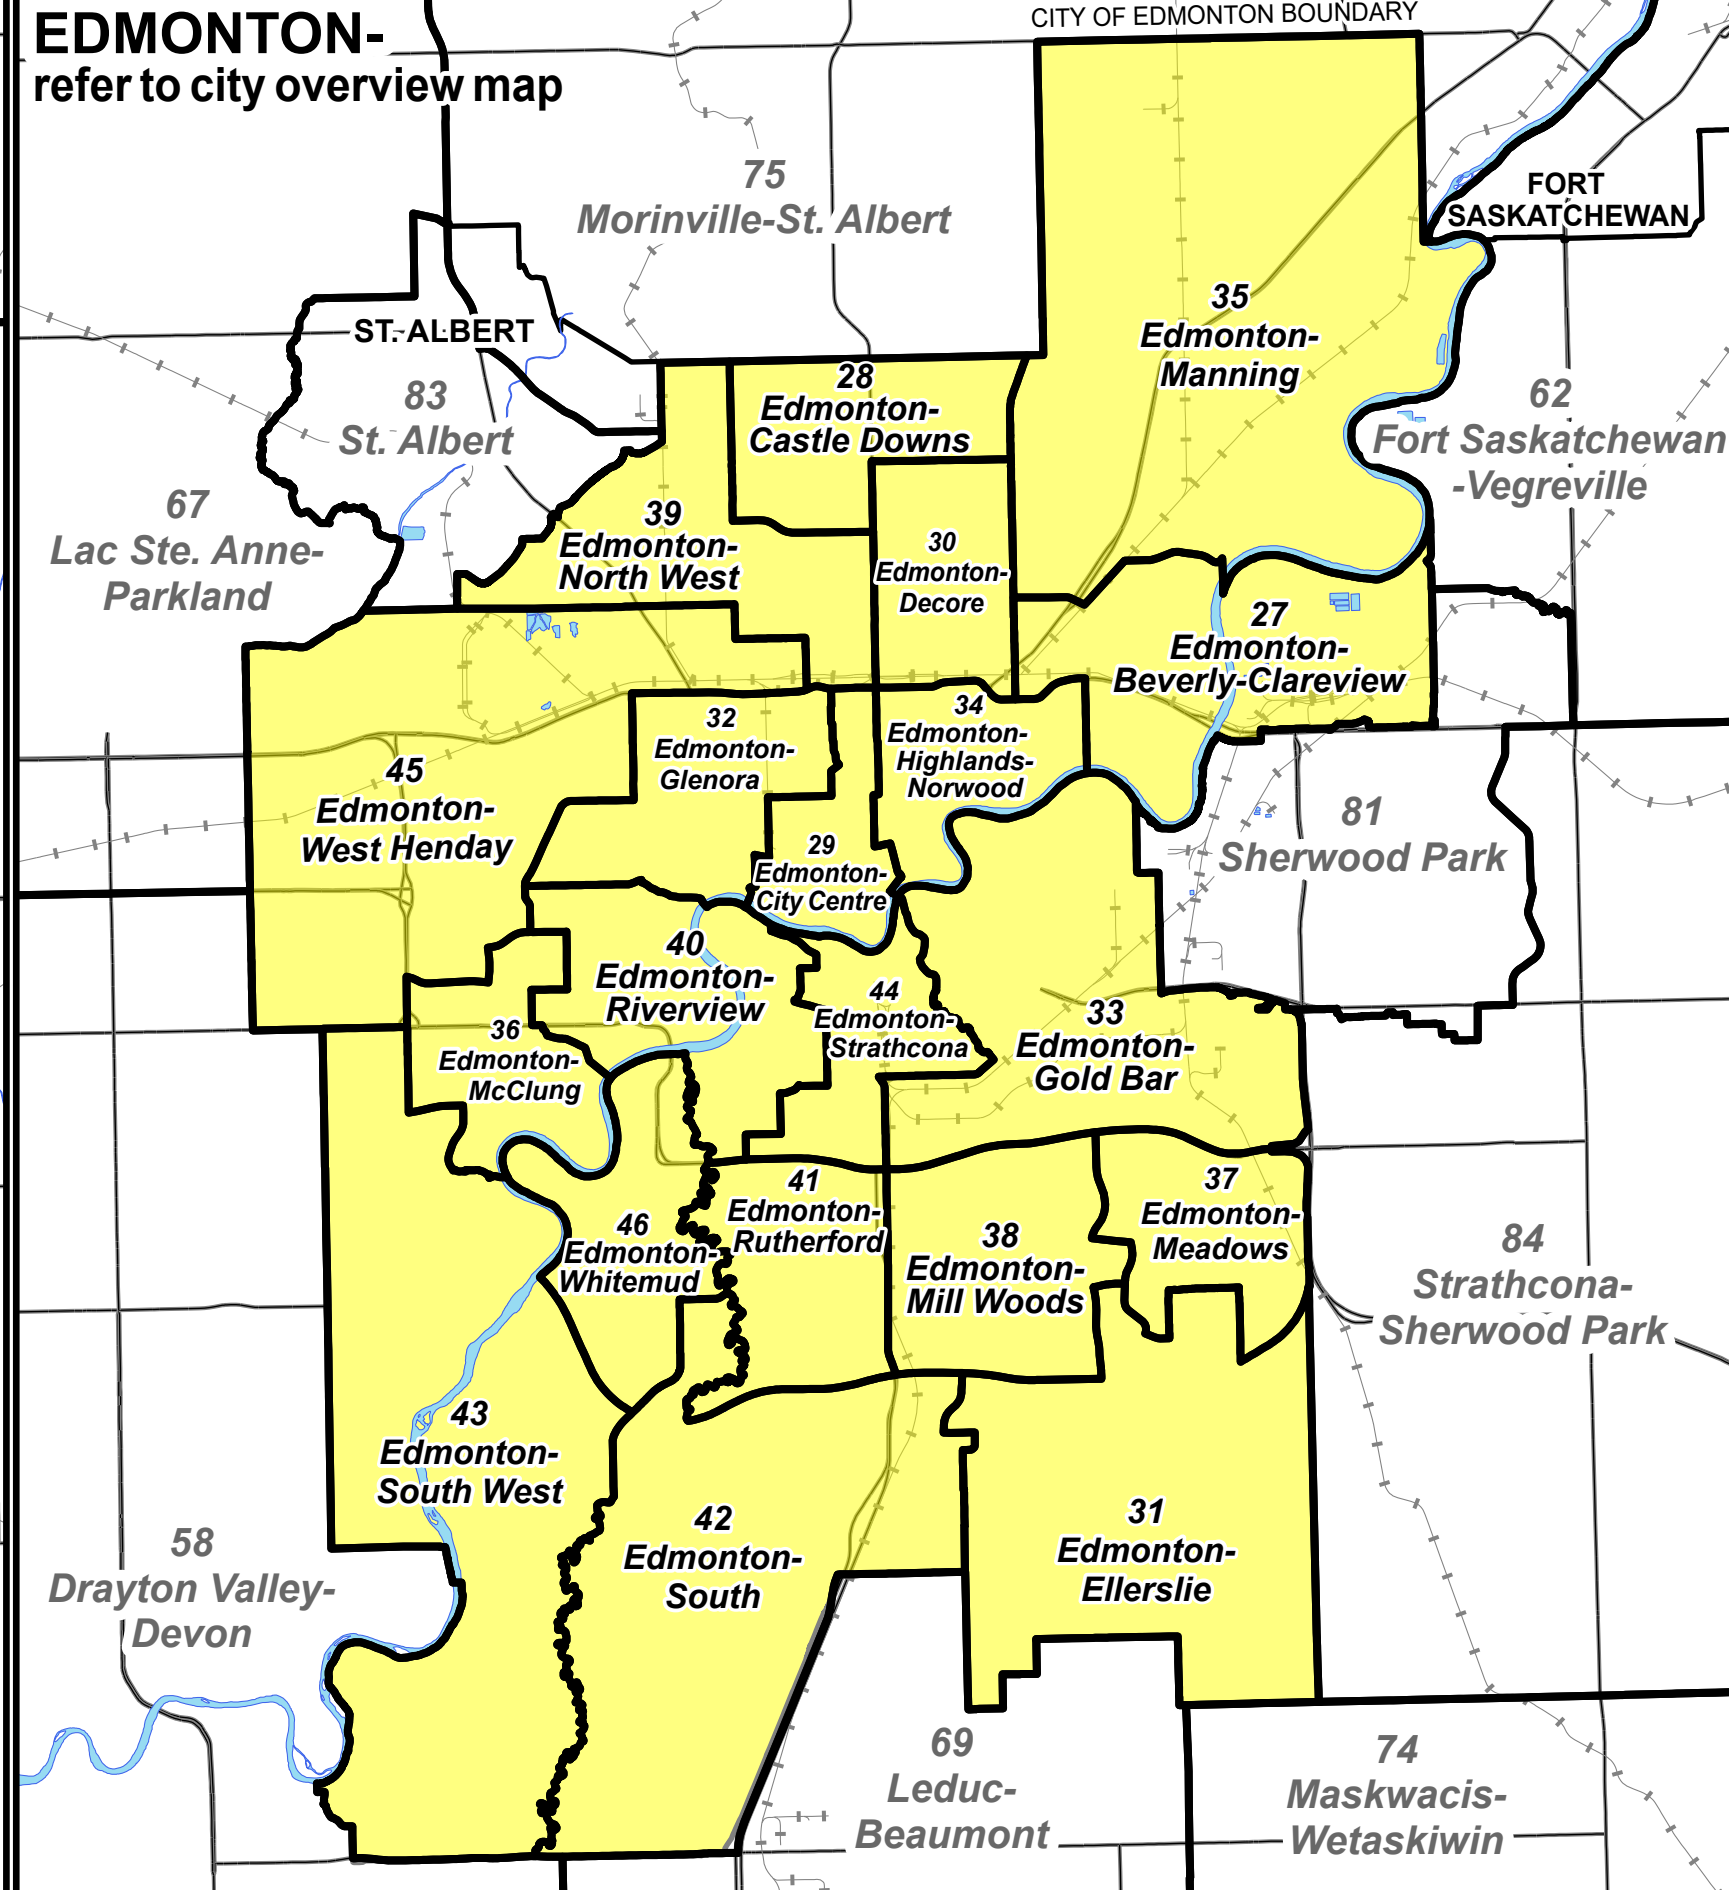 EDMONTON-
refer to city overview map
CITY OF EDMONTON BOUNDARY
75
Morinville-St. Albert
FORT
SASKATCHEWAN
ST. ALBERT
35
Edmonton-
Manning
83
St. Albert
28
Edmonton-
Castle Downs
62
Fort Saskatchewan
-Vegreville
67
Lac Ste. Anne-
Parkland
39
Edmonton-
North West
30
Edmonton-
Decore
27
Edmonton-
Beverly-Clareview
32
Edmonton-
Glenora
34
Edmonton-
Highlands-
Norwood
45
Edmonton-
West Henday
81
Sherwood Park
29
Edmonton-
City Centre
40
Edmonton-
Riverview
44
Edmonton-
Strathcona
33
Edmonton-
Gold Bar
36
Edmonton-
McClung
41
Edmonton-
Rutherford
37
Edmonton-
Meadows
46
Edmonton-
Whitemud
38
Edmonton-
Mill Woods
84
Strathcona-
Sherwood Park
43
Edmonton-
South West
42
Edmonton-
South
31
Edmonton-
Ellerslie
58
Drayton Valley-
Devon
69
Leduc-
Beaumont
74
Maskwacis-
Wetaskiwin